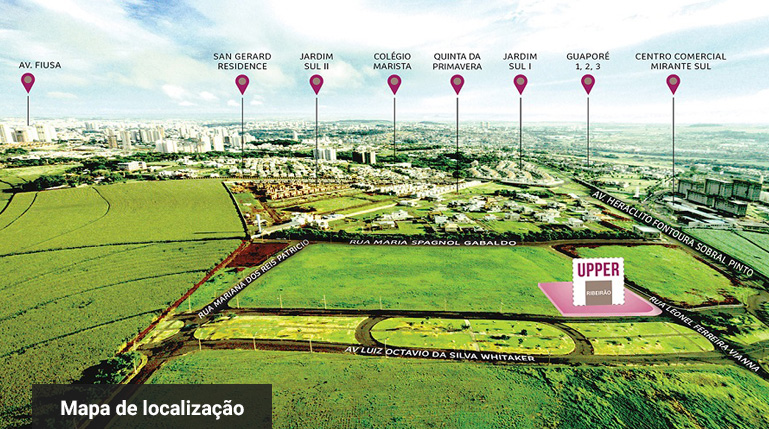 AV. FIUSA
SAN GERARD
RESIDENCE
JARDIM
SUL II
COLÉGIO
MARISTA
QUINTA DA
PRIMAVERA
JARDIM
SUL I
GUAPORÉ
1, 2, 3
CENTRO COMERCIAL
MIRANTE SUL
AV. HERACLITO FONTOURA SOBRAL PINTO
RUA MARIA SPAGNOL GABALDO
RUA MARIANA DOS REIS PATRICIO
UPPER
RIBEIRÃO
RUA LEONEL FERREIRA VIANNA
AV LUIZ OCTAVIO DA SILVA WHITAKER
Mapa de localização